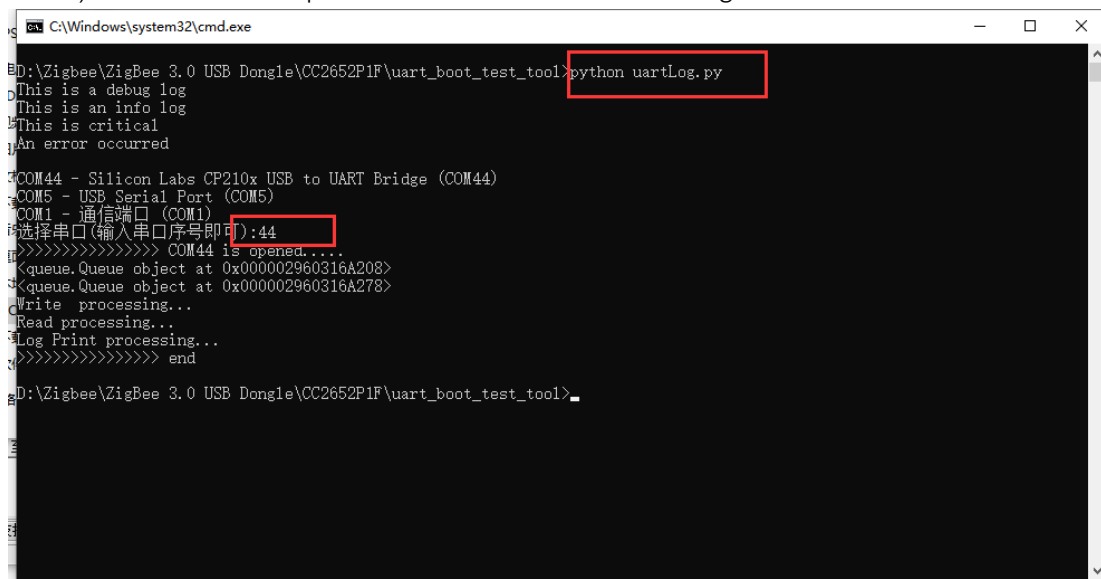 C:\Windows\system32\cmd.exe
D:\Zigbee\ZigBee 3.0 USB Dongle\CC2652P1F\uart_boot_test_tool>python uartLog.py
This is a debug log
This is an info log
This is critical
An error occurred
COM44 - Silicon Labs CP210x USB to UART Bridge (COM44)
COM5 - USB Serial Port (COM5)
COM1 - 通信端口 (COM1)
选择串口(输入串口序号即可):44
>>>>>>>>>>>>>>>> COM44 is opened.....
<queue.Queue object at 0x000002960316A208>
<queue.Queue object at 0x000002960316A278>
Write  processing...
Read processing...
Log Print processing...
>>>>>>>>>>>>>>>> end
D:\Zigbee\ZigBee 3.0 USB Dongle\CC2652P1F\uart_boot_test_tool>